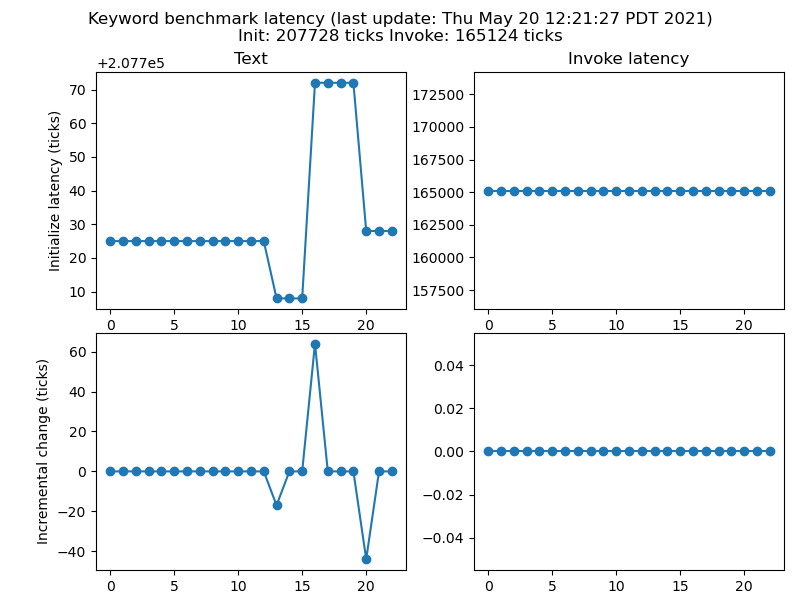 Keyword benchmark latency (last update: Thu May 20 12:21:27 PDT 2021)
Init: 207728 ticks Invoke: 165124 ticks
Text
Invoke latency
+2.077e5
Initialize latency (ticks)
70
60
50
40
30
20
10
0 5 10 15 20
172500
170000
167500
165000
162500
160000
157500
0 5 10 15 20
Incremental change (ticks)
60
40
20
0
−20
−40
0 5 10 15 20
0.04
0.02
0.00
−0.02
−0.04
0 5 10 15 20